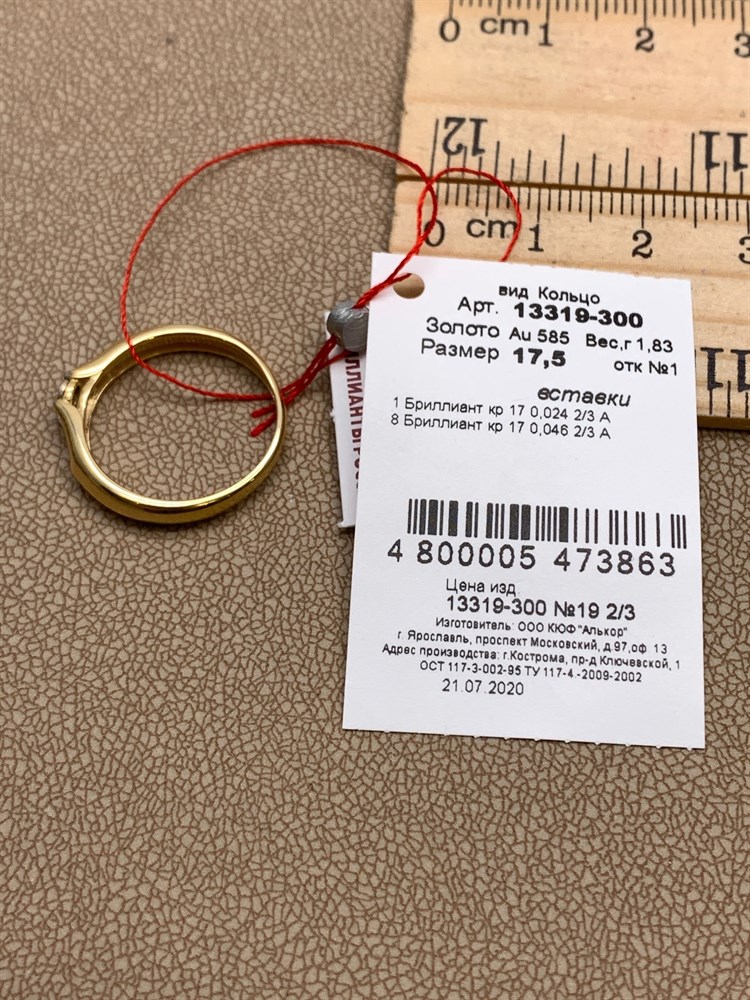 0 cm 1 2 3
12 11
0 cm 1 2 3
вид Кольцо
Арт. 13319-300
Золото Au 585 Вес,г 1,83
Размер 17,5 отк №1
вставки
1 Бриллиант кр 17 0,024 2/3 А
8 Бриллиант кр 17 0,046 2/3 А
4 800005 473863
Цена изд
13319-300 №19 2/3
Изготовитель: ООО КЮФ "Алькор"
г. Ярославль, проспект Московский, д.97,оф 13
Адрес производства: г.Кострома, пр-д Ключевской, 1
ОСТ 117-3-002-95 ТУ 117-4.-2009-2002
21.07.2020